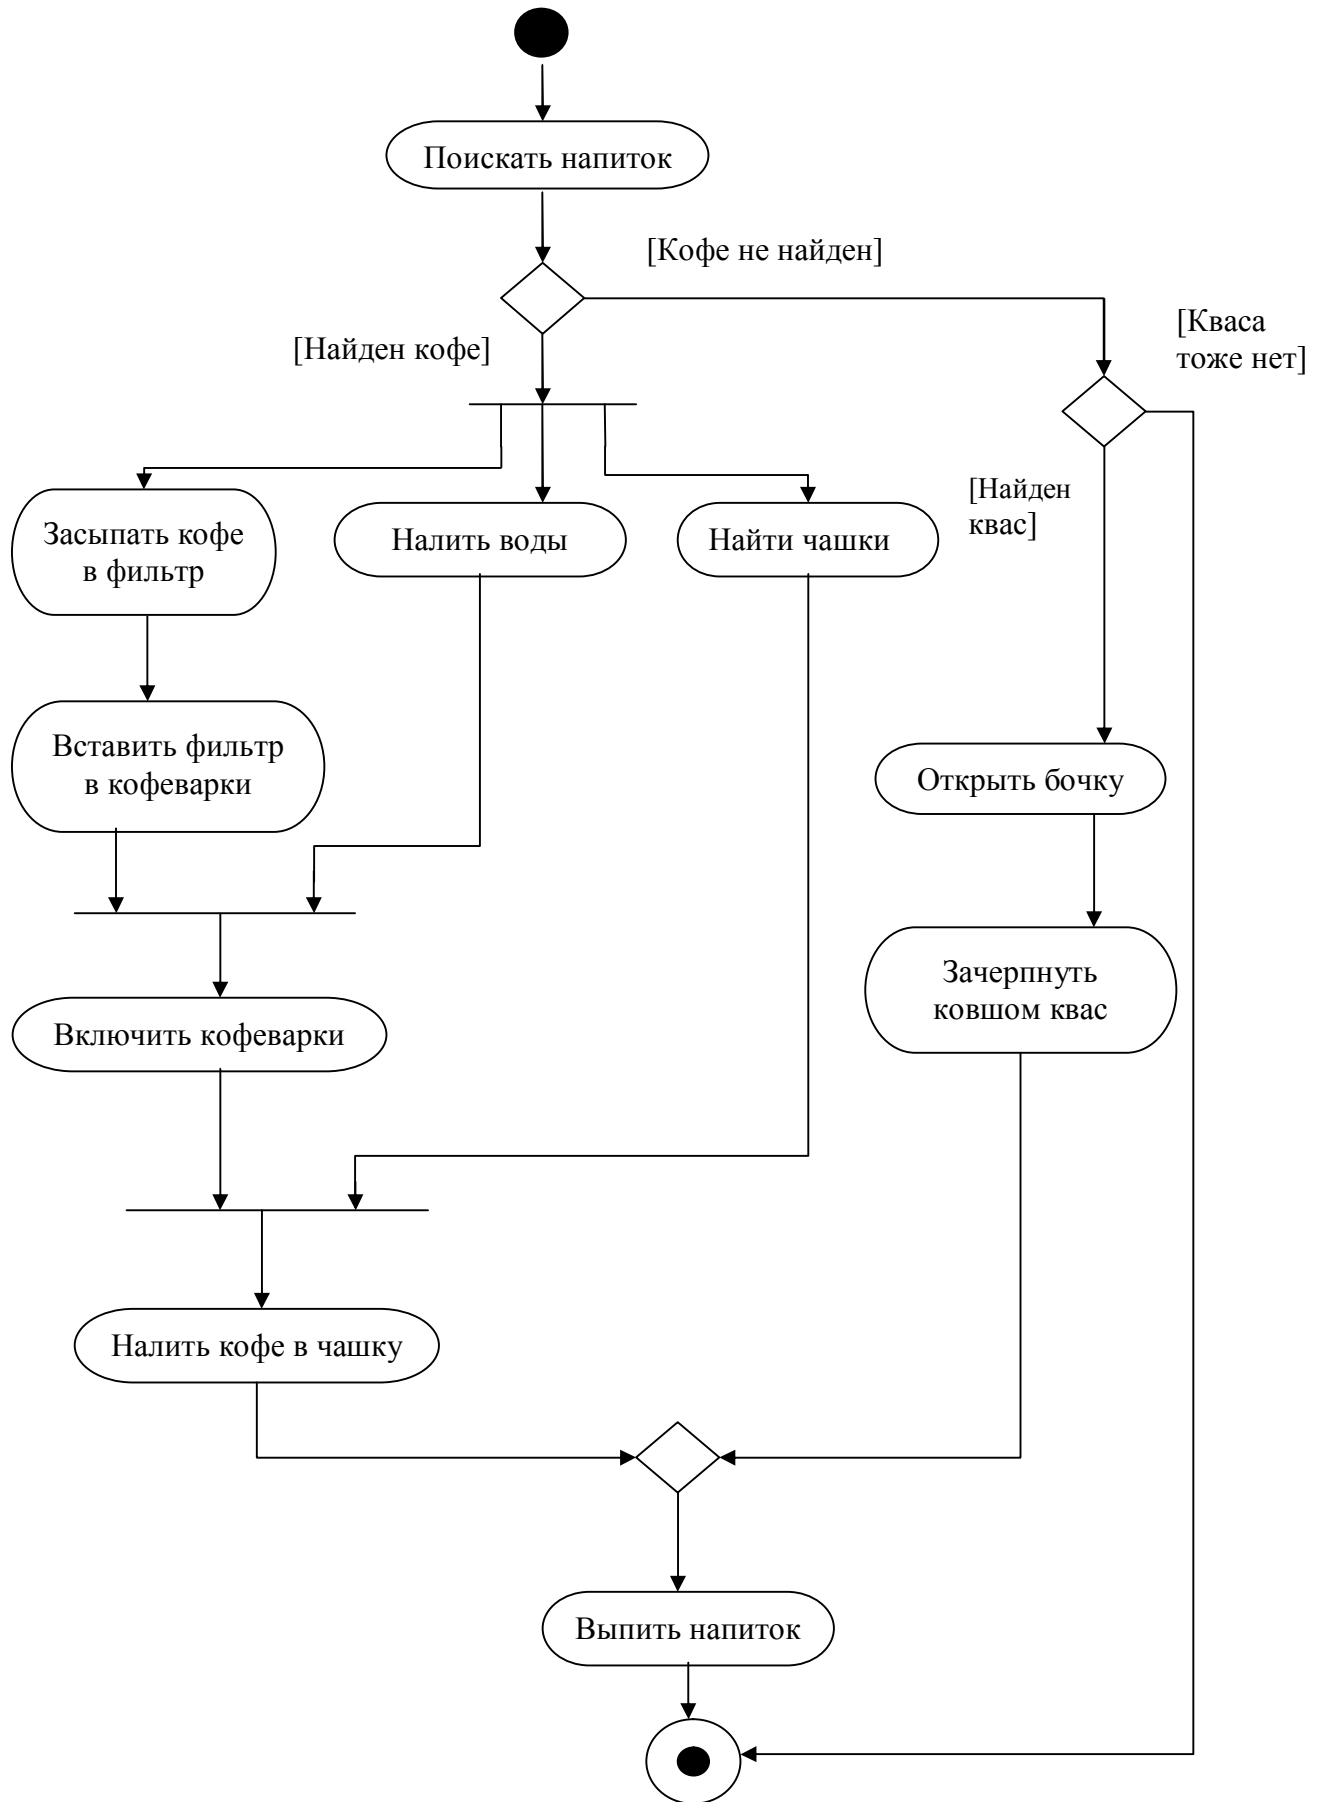 Поискать напиток
[Кофе не найден]
[Кваса
тоже нет]
[Найден кофе]
[Найден
квас]
Засыпать кофе
в фильтр
Налить воды
Найти чашки
Вставить фильтр
в кофеварки
Открыть бочку
Зачерпнуть
ковшом квас
Включить кофеварки
Налить кофе в чашку
Выпить напиток